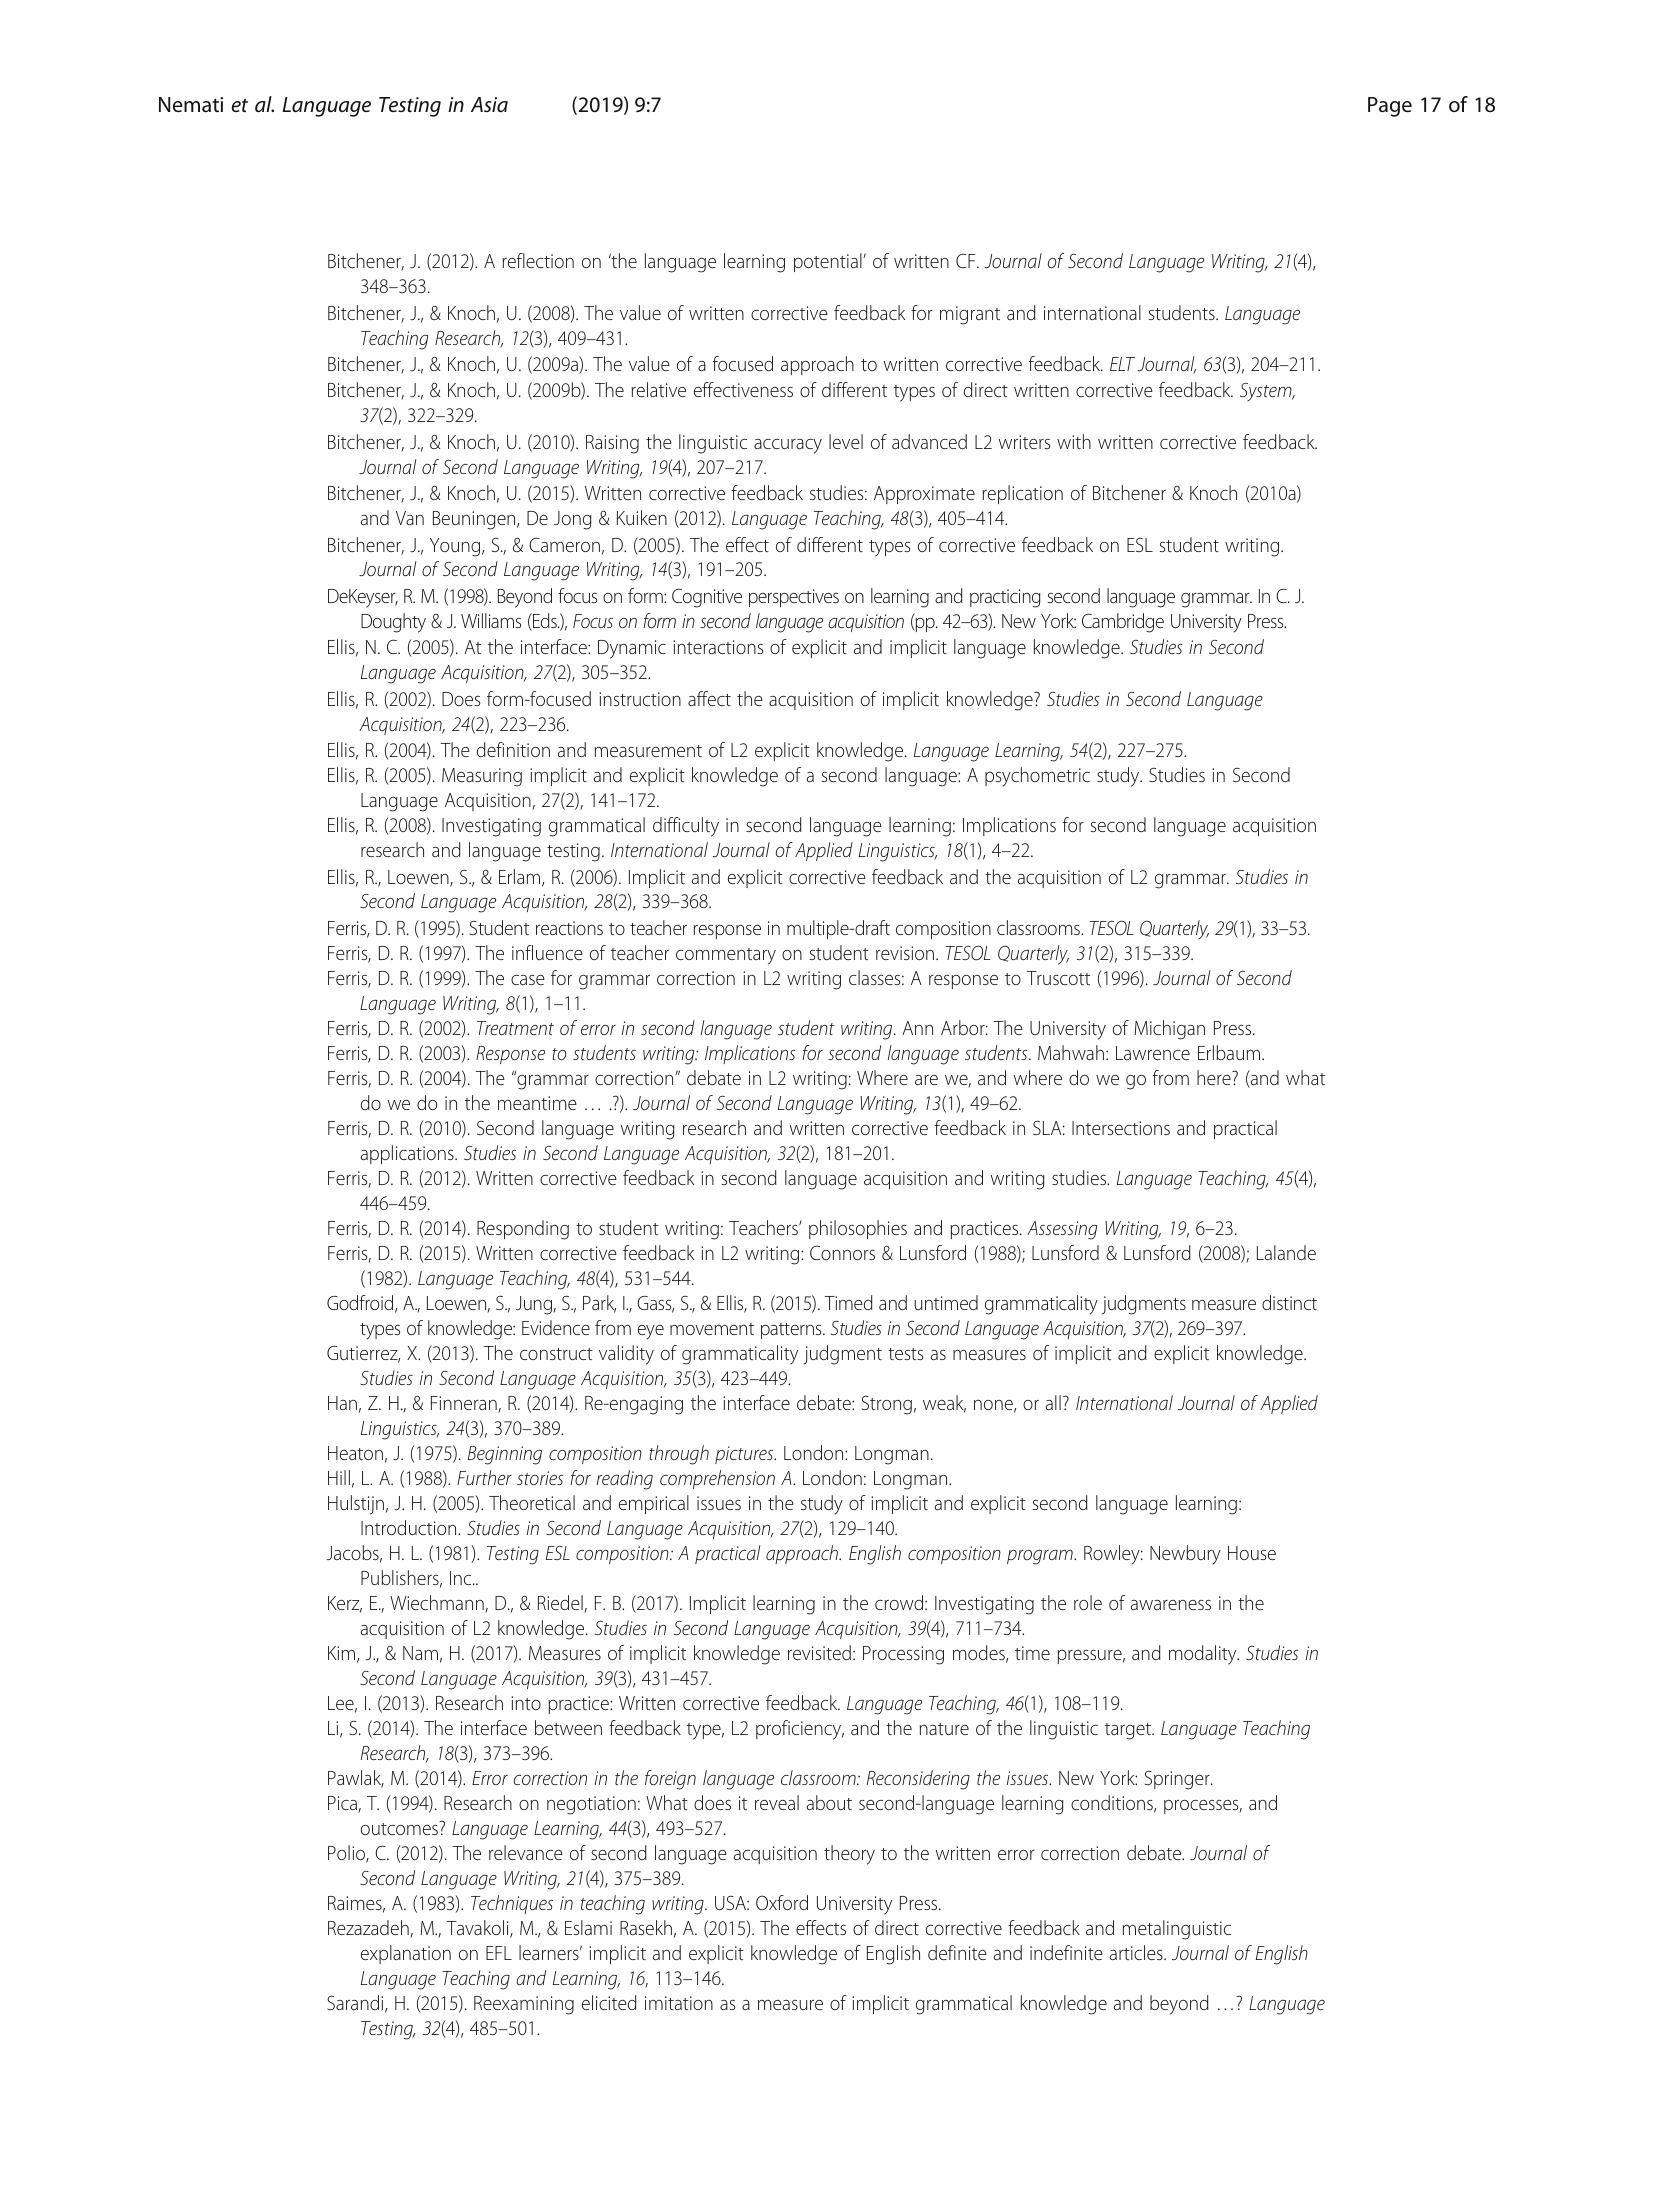 Nemati et al. Language Testing in Asia (2019) 9:7 Page 17 of 18
Bitchener, J. (2012). A reflection on ‘the language learning potential’ of written CF. Journal of Second Language Writing, 21(4),
348–363.
Bitchener, J., & Knoch, U. (2008). The value of written corrective feedback for migrant and international students. Language
Teaching Research, 12(3), 409–431.
Bitchener, J., & Knoch, U. (2009a). The value of a focused approach to written corrective feedback. ELT Journal, 63(3), 204–211.
Bitchener, J., & Knoch, U. (2009b). The relative effectiveness of different types of direct written corrective feedback. System,
37(2), 322–329.
Bitchener, J., & Knoch, U. (2010). Raising the linguistic accuracy level of advanced L2 writers with written corrective feedback.
Journal of Second Language Writing, 19(4), 207–217.
Bitchener, J., & Knoch, U. (2015). Written corrective feedback studies: Approximate replication of Bitchener & Knoch (2010a)
and Van Beuningen, De Jong & Kuiken (2012). Language Teaching, 48(3), 405–414.
Bitchener, J., Young, S., & Cameron, D. (2005). The effect of different types of corrective feedback on ESL student writing.
Journal of Second Language Writing, 14(3), 191–205.
DeKeyser, R. M. (1998). Beyond focus on form: Cognitive perspectives on learning and practicing second language grammar. In C. J.
Doughty & J. Williams (Eds.), Focus on form in second language acquisition (pp. 42–63). New York: Cambridge University Press.
Ellis, N. C. (2005). At the interface: Dynamic interactions of explicit and implicit language knowledge. Studies in Second
Language Acquisition, 27(2), 305–352.
Ellis, R. (2002). Does form-focused instruction affect the acquisition of implicit knowledge? Studies in Second Language
Acquisition, 24(2), 223–236.
Ellis, R. (2004). The definition and measurement of L2 explicit knowledge. Language Learning, 54(2), 227–275.
Ellis, R. (2005). Measuring implicit and explicit knowledge of a second language: A psychometric study. Studies in Second
Language Acquisition, 27(2), 141–172.
Ellis, R. (2008). Investigating grammatical difficulty in second language learning: Implications for second language acquisition
research and language testing. International Journal of Applied Linguistics, 18(1), 4–22.
Ellis, R., Loewen, S., & Erlam, R. (2006). Implicit and explicit corrective feedback and the acquisition of L2 grammar. Studies in
Second Language Acquisition, 28(2), 339–368.
Ferris, D. R. (1995). Student reactions to teacher response in multiple-draft composition classrooms. TESOL Quarterly, 29(1), 33–53.
Ferris, D. R. (1997). The influence of teacher commentary on student revision. TESOL Quarterly, 31(2), 315–339.
Ferris, D. R. (1999). The case for grammar correction in L2 writing classes: A response to Truscott (1996). Journal of Second
Language Writing, 8(1), 1–11.
Ferris, D. R. (2002). Treatment of error in second language student writing. Ann Arbor: The University of Michigan Press.
Ferris, D. R. (2003). Response to students writing: Implications for second language students. Mahwah: Lawrence Erlbaum.
Ferris, D. R. (2004). The “grammar correction” debate in L2 writing: Where are we, and where do we go from here? (and what
do we do in the meantime … .?). Journal of Second Language Writing, 13(1), 49–62.
Ferris, D. R. (2010). Second language writing research and written corrective feedback in SLA: Intersections and practical
applications. Studies in Second Language Acquisition, 32(2), 181–201.
Ferris, D. R. (2012). Written corrective feedback in second language acquisition and writing studies. Language Teaching, 45(4),
446–459.
Ferris, D. R. (2014). Responding to student writing: Teachers’ philosophies and practices. Assessing Writing, 19, 6–23.
Ferris, D. R. (2015). Written corrective feedback in L2 writing: Connors & Lunsford (1988); Lunsford & Lunsford (2008); Lalande
(1982). Language Teaching, 48(4), 531–544.
Godfroid, A., Loewen, S., Jung, S., Park, I., Gass, S., & Ellis, R. (2015). Timed and untimed grammaticality judgments measure distinct
types of knowledge: Evidence from eye movement patterns. Studies in Second Language Acquisition, 37(2), 269–397.
Gutierrez, X. (2013). The construct validity of grammaticality judgment tests as measures of implicit and explicit knowledge.
Studies in Second Language Acquisition, 35(3), 423–449.
Han, Z. H., & Finneran, R. (2014). Re-engaging the interface debate: Strong, weak, none, or all? International Journal of Applied
Linguistics, 24(3), 370–389.
Heaton, J. (1975). Beginning composition through pictures. London: Longman.
Hill, L. A. (1988). Further stories for reading comprehension A. London: Longman.
Hulstijn, J. H. (2005). Theoretical and empirical issues in the study of implicit and explicit second language learning:
Introduction. Studies in Second Language Acquisition, 27(2), 129–140.
Jacobs, H. L. (1981). Testing ESL composition: A practical approach. English composition program. Rowley: Newbury House
Publishers, Inc..
Kerz, E., Wiechmann, D., & Riedel, F. B. (2017). Implicit learning in the crowd: Investigating the role of awareness in the
acquisition of L2 knowledge. Studies in Second Language Acquisition, 39(4), 711–734.
Kim, J., & Nam, H. (2017). Measures of implicit knowledge revisited: Processing modes, time pressure, and modality. Studies in
Second Language Acquisition, 39(3), 431–457.
Lee, I. (2013). Research into practice: Written corrective feedback. Language Teaching, 46(1), 108–119.
Li, S. (2014). The interface between feedback type, L2 proficiency, and the nature of the linguistic target. Language Teaching
Research, 18(3), 373–396.
Pawlak, M. (2014). Error correction in the foreign language classroom: Reconsidering the issues. New York: Springer.
Pica, T. (1994). Research on negotiation: What does it reveal about second-language learning conditions, processes, and
outcomes? Language Learning, 44(3), 493–527.
Polio, C. (2012). The relevance of second language acquisition theory to the written error correction debate. Journal of
Second Language Writing, 21(4), 375–389.
Raimes, A. (1983). Techniques in teaching writing. USA: Oxford University Press.
Rezazadeh, M., Tavakoli, M., & Eslami Rasekh, A. (2015). The effects of direct corrective feedback and metalinguistic
explanation on EFL learners’ implicit and explicit knowledge of English definite and indefinite articles. Journal of English
Language Teaching and Learning, 16, 113–146.
Sarandi, H. (2015). Reexamining elicited imitation as a measure of implicit grammatical knowledge and beyond …? Language
Testing, 32(4), 485–501.